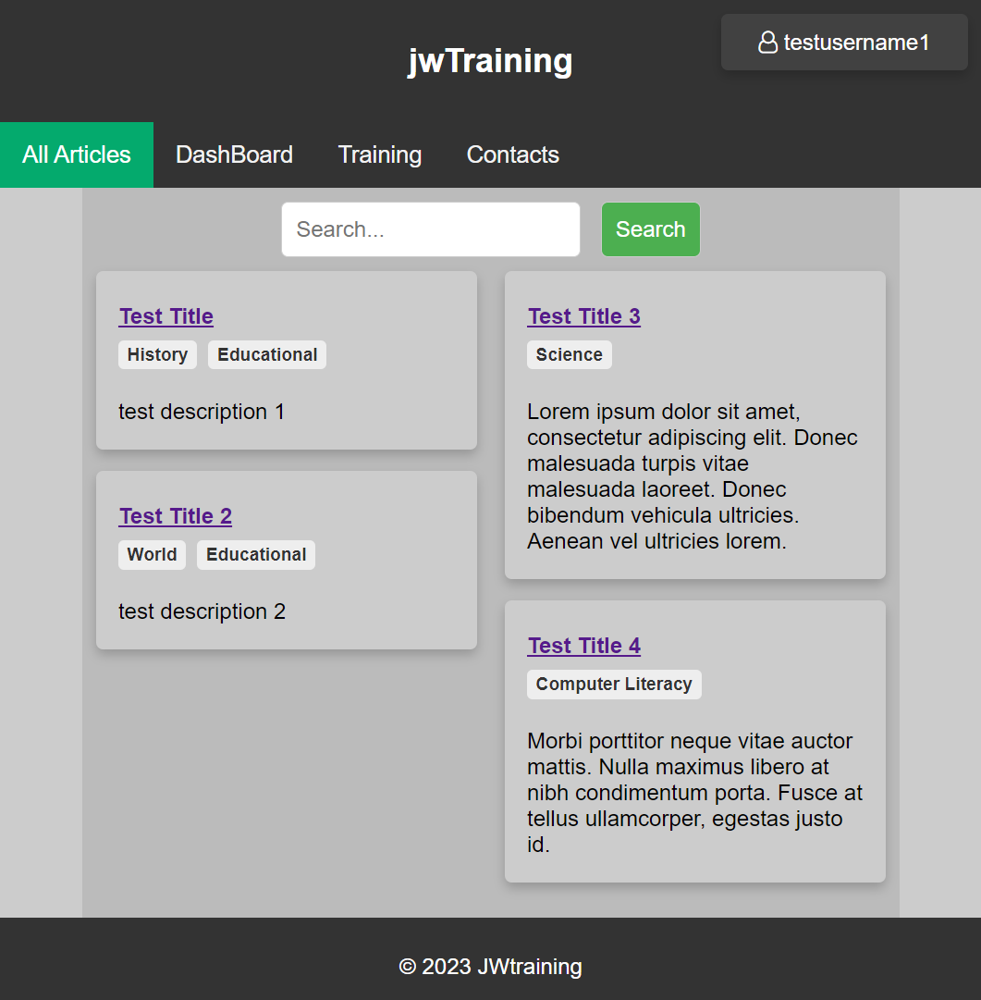 testusername1
jwTraining
All Articles DashBoard Training Contacts
Search... Search
Test Title
History Educational
test description 1
Test Title 2
World Educational
test description 2
Test Title 3
Science
Lorem ipsum dolor sit amet,
consectetur adipiscing elit. Donec
malesuada turpis vitae
malesuada laoreet. Donec
bibendum vehicula ultricies.
Aenean vel ultricies lorem.
Test Title 4
Computer Literacy
Morbi porttitor neque vitae auctor
mattis. Nulla maximus libero at
nibh condimentum porta. Fusce at
tellus ullamcorper, egestas justo
id.
© 2023 JWtraining